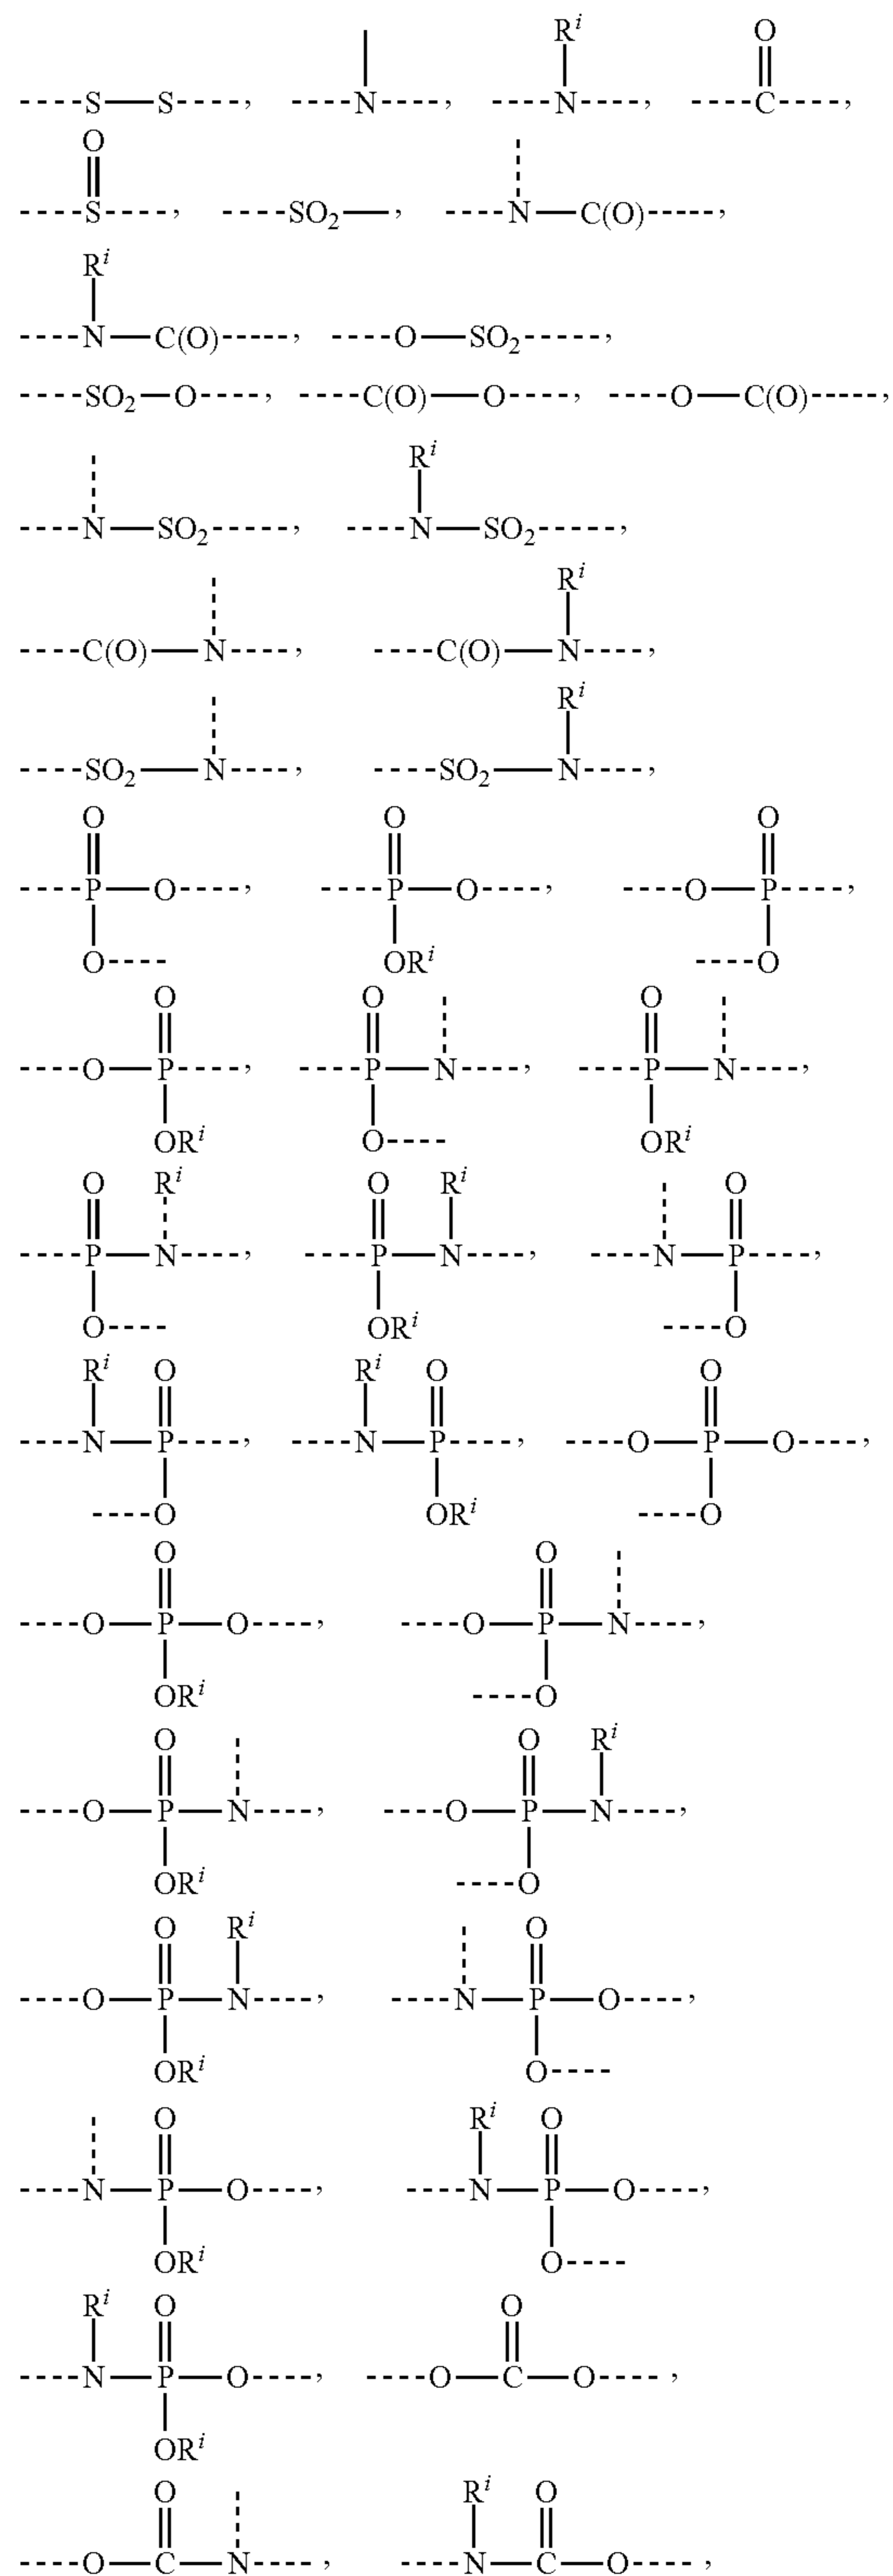 ----S—S----, ----N----, ----N(Rⁱ)----, ----C(=O)----,
----S(=O)----, ----SO₂—, ----N(----)—C(O)----,
----N(Rⁱ)—C(O)----, ----O—SO₂----,
----SO₂—O----, ----C(O)—O----, ----O—C(O)----,
----N(----)—SO₂----, ----N(Rⁱ)—SO₂----,
----C(O)—N(----)----, ----C(O)—N(Rⁱ)----,
----SO₂—N(----)----, ----SO₂—N(Rⁱ)----,
----P(=O)(O----)—O----, ----P(=O)(ORⁱ)—O----, ----O—P(=O)(O----)----,
----O—P(=O)(ORⁱ)----, ----P(=O)(O----)—N(----)----, ----P(=O)(ORⁱ)—N(----)----,
----P(=O)(O----)—N(Rⁱ)----, ----P(=O)(ORⁱ)—N(Rⁱ)----, ----N(----)—P(=O)(O----)----,
----N(Rⁱ)—P(=O)(O----)----, ----N(Rⁱ)—P(=O)(ORⁱ)----, ----O—P(=O)(O----)—O----,
----O—P(=O)(ORⁱ)—O----, ----O—P(=O)(O----)—N(----)----,
----O—P(=O)(ORⁱ)—N(----)----, ----O—P(=O)(O----)—N(Rⁱ)----,
----O—P(=O)(ORⁱ)—N(Rⁱ)----, ----N(----)—P(=O)(O----)—O----,
----N(----)—P(=O)(ORⁱ)—O----, ----N(Rⁱ)—P(=O)(O----)—O----,
----N(Rⁱ)—P(=O)(ORⁱ)—O----, ----O—C(=O)—O----,
----O—C(=O)—N(----)----, ----N(Rⁱ)—C(=O)—O----,